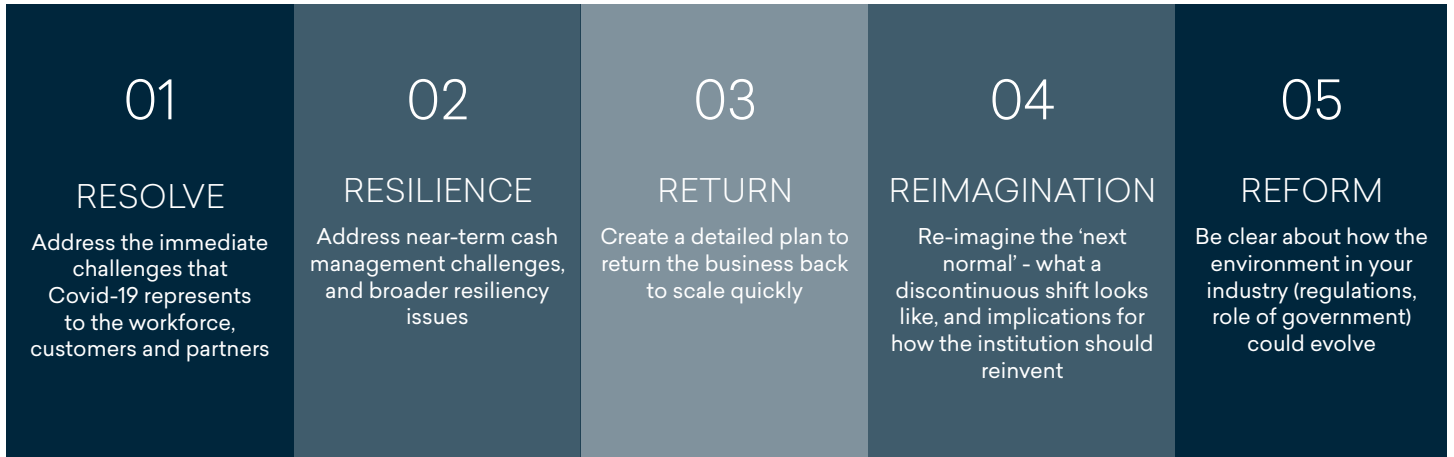 01
RESOLVE
Address the immediate
challenges that
Covid-19 represents
to the workforce,
customers and partners
02
RESILIENCE
Address near-term cash
management challenges,
and broader resiliency
issues
03
RETURN
Create a detailed plan to
return the business back
to scale quickly
04
REIMAGINATION
Re-imagine the ‘next
normal’ - what a
discontinuous shift looks
like, and implications for
how the institution should
reinvent
05
REFORM
Be clear about how the
environment in your
industry (regulations,
role of government)
could evolve